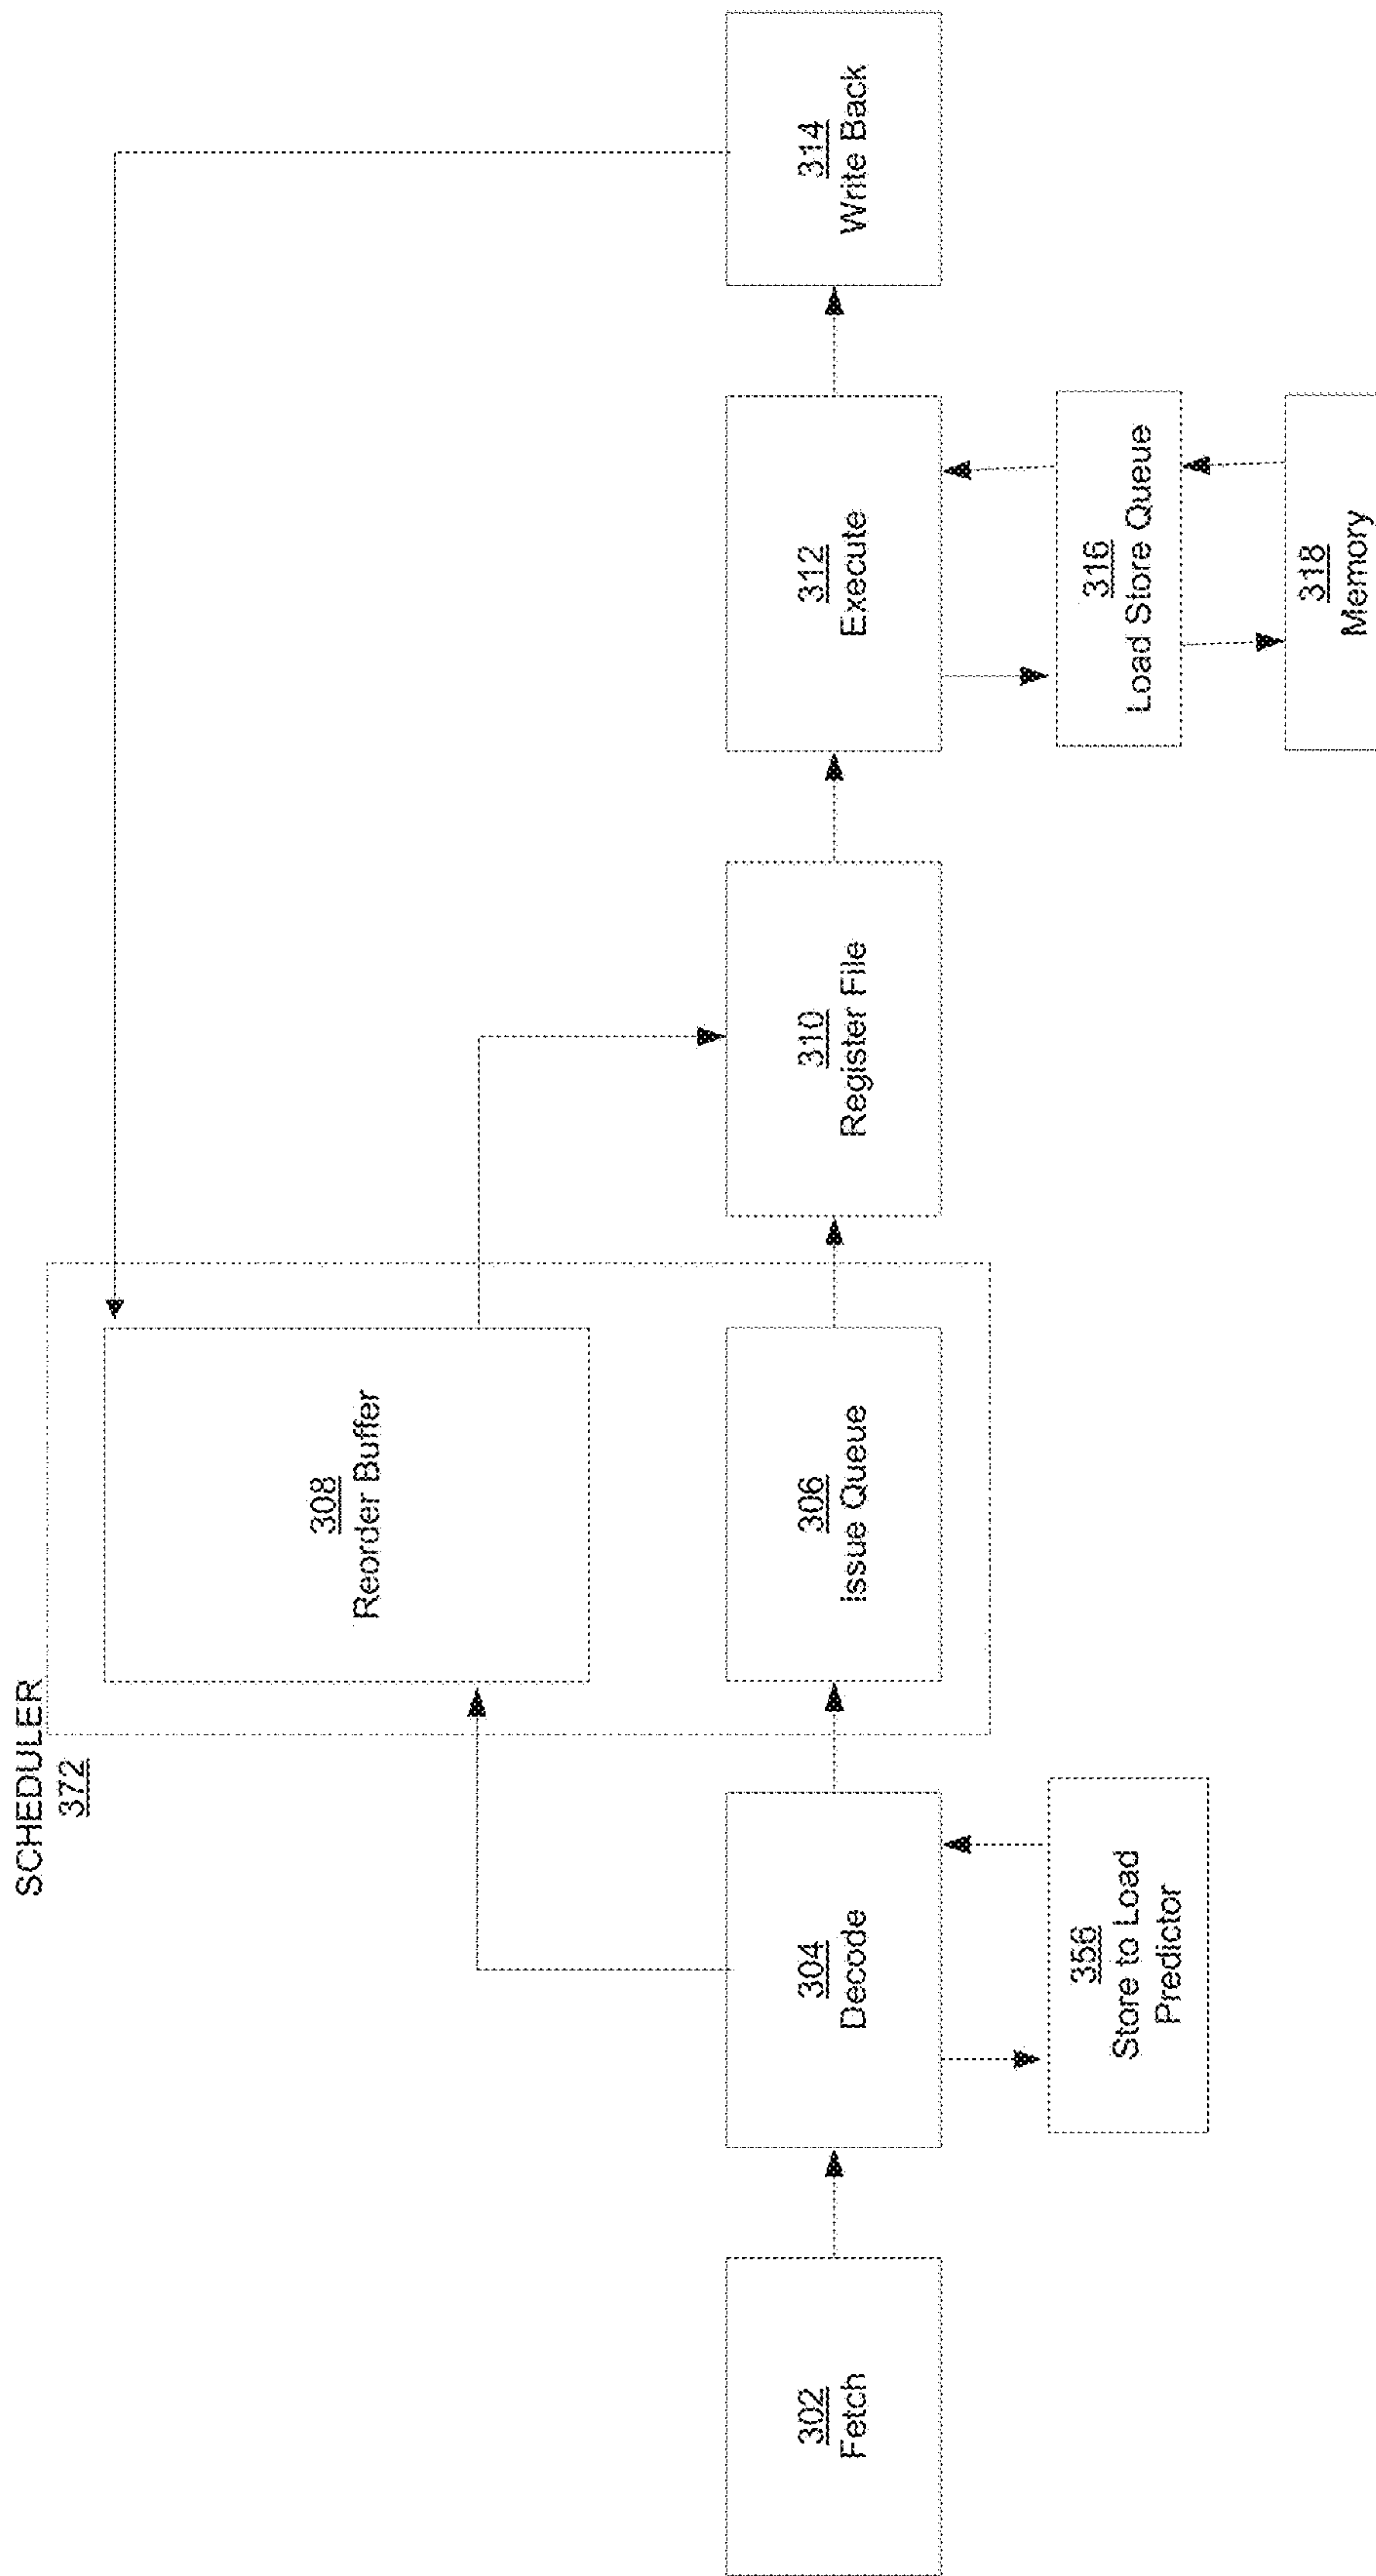 SCHEDULER
372
308
Reorder Buffer
302
Fetch
304
Decode
306
Issue Queue
310
Register File
312
Execute
314
Write Back
356
Store to Load
Predictor
316
Load Store Queue
318
Memory